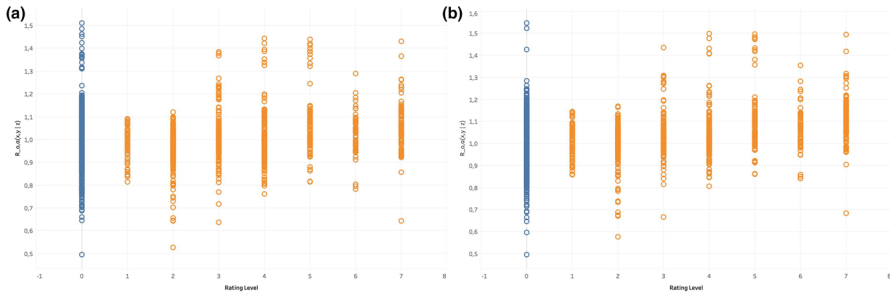 (a)
1,5
1,4
1,3
1,2
1,1
1,0
0,9
0,8
0,7
0,6
0,5
R_o,o(x,y | z)
-1 0 1 2 3 4 5 6 7 8
Rating Level
(b)
1,6
1,5
1,4
1,3
1,2
1,1
1,0
0,9
0,8
0,7
0,6
0,5
R_o,o(x,y | z)
-1 0 1 2 3 4 5 6 7 8
Rating Level